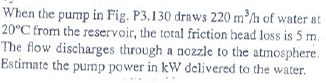 When the pump in Fig. P3.130 draws 220 m³/h of water at
20°C from the reservoir, the total friction head loss is 5 m.
The flow discharges through a nozzle to the atmosphere.
Estimate the pump power in kW delivered to the water.